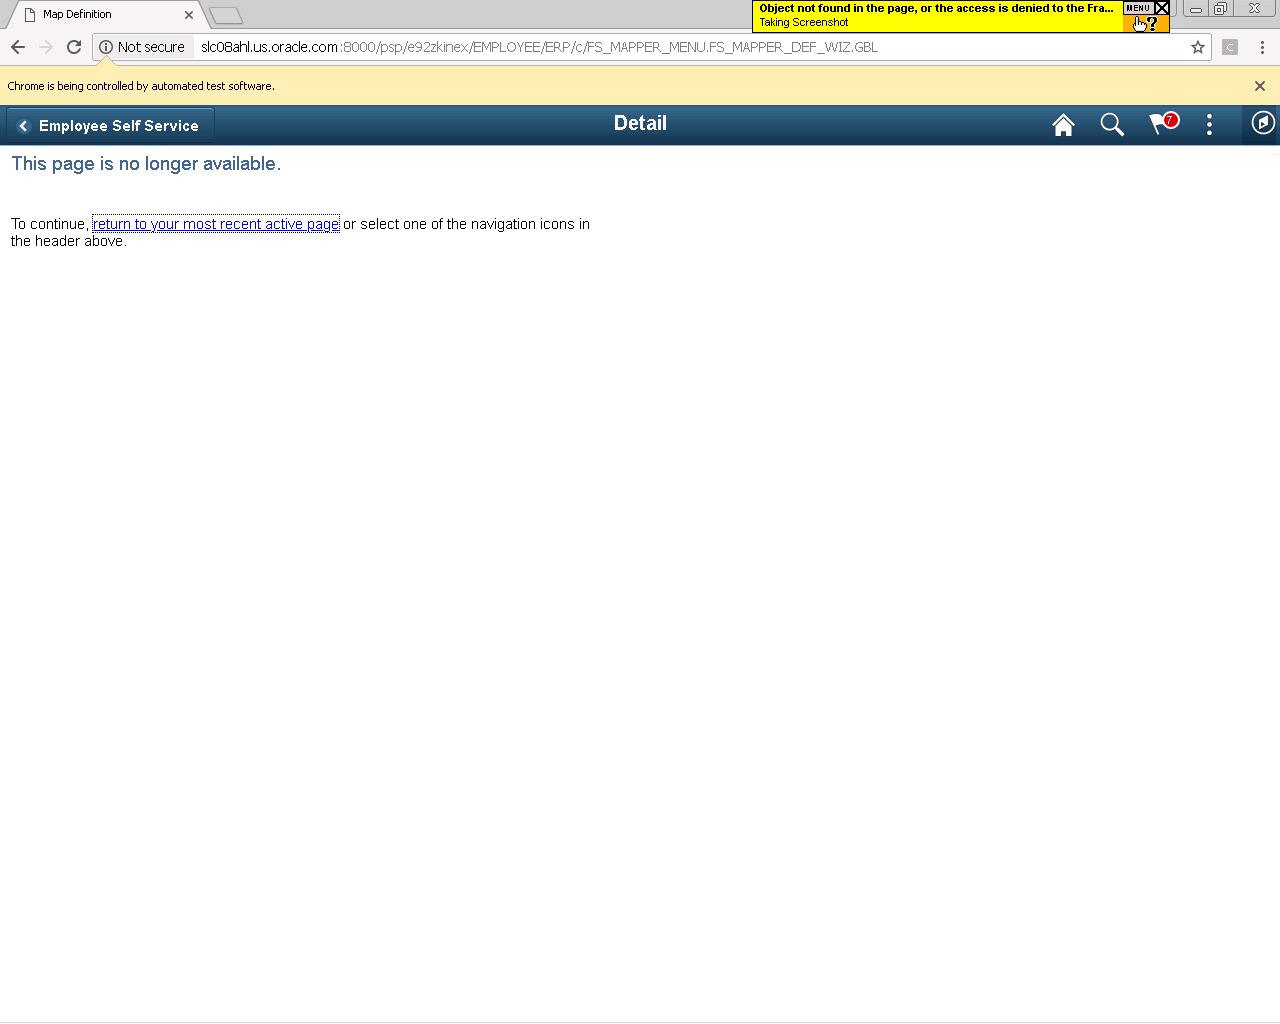 Map Definition
Object not found in the page, or the access is denied to the Fra...
MENU
Taking Screenshot
Not secure
slc08ahl.us.oracle.com:8000/psp/e92zkinex/EMPLOYEE/ERP/c/FS_MAPPER_MENU.FS_MAPPER_DEF_WIZ.GBL
C
Chrome is being controlled by automated test software.
Employee Self Service
Detail
7
This page is no longer available.
To continue, return to your most recent active page or select one of the navigation icons in
the header above.